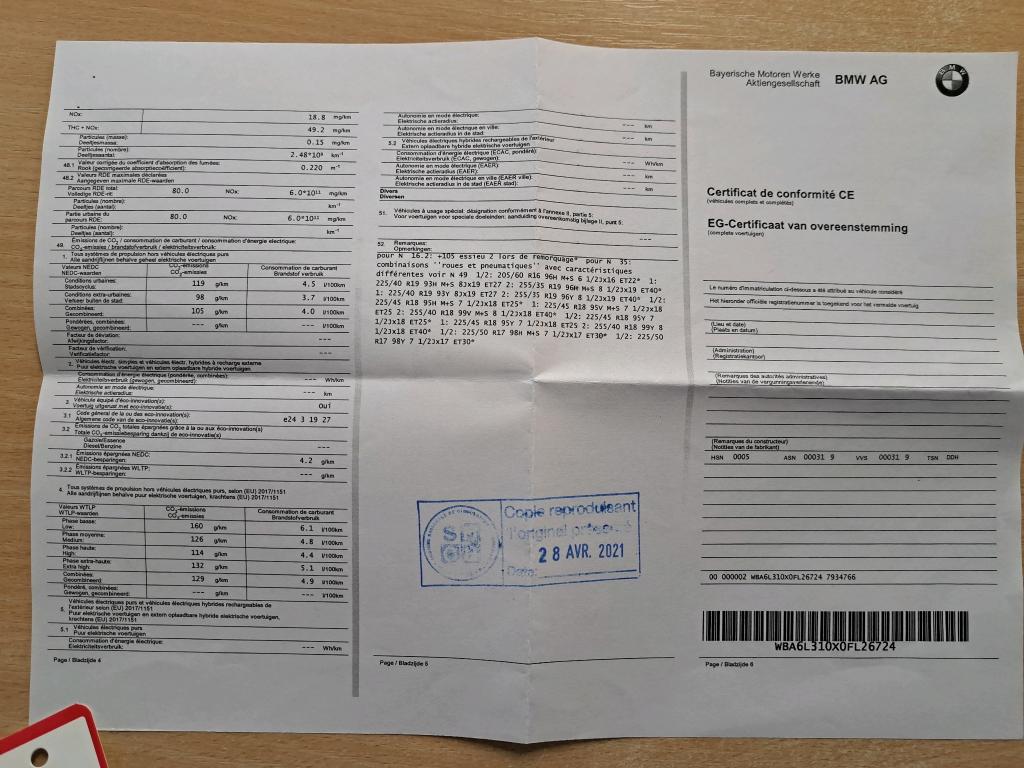 NOx: 18.8 mg/km
THC + NOx: 49.2 mg/km
Particules (masse):
Deeltjesmassa: 0.15 mg/km
Particules (nombre):
Deeltjesaantal: 2.48*10⁹ km⁻¹
48.1 Valeur corrigée du coefficient d'absorption des fumées:
Rook (gecorrigeerde absorptiecoëfficiënt): 0.220 m⁻¹
48.2 Valeurs RDE maximales déclarées
Aangegeven maximale RDE-waarden
Parcours RDE total:
Volledige RDE-rit: 80.0 NOx: 6.0*10¹¹ mg/km
Particules (nombre):
Deeltjes (aantal): km⁻¹
Partie urbaine du
parcours RDE: 80.0 NOx: 6.0*10¹¹ mg/km
Particules (nombre):
Deeltjes (aantal): km⁻¹
49. Émissions de CO₂ / consommation de carburant / consommation d'énergie électrique:
CO₂-emissies / brandstofverbruik / elektriciteitsverbruik:
1. Tous systèmes de propulsion hors véhicules électriques purs
Alle aandrijflijnen behalve geheel elektrische voertuigen
Valeurs NEDC CO₂-émissions Consommation de carburant
NEDC-waarden CO₂-emissies Brandstof verbruik
Conditions urbaines:
Stadscyclus: 119 g/km 4.5 l/100km
Conditions extra-urbaines:
Verkeer buiten de stad: 98 g/km 3.7 l/100km
Combinées:
Gecombineerd: 105 g/km 4.0 l/100km
Pondérées, combinées:
Gewogen, gecombineerd: --- g/km --- l/100km
Facteur de déviation:
Afwijkingsfactor: ---
Facteur de vérification:
Verificatiefactor: ---
2. Véhicules électr. simples et véhicules électr. hybrides à recharge externe
Puur elektrische voertuigen en extern oplaadbare hybride voertuigen
Consommation d'énergie électrique (pondérée, combinée):
Elektriciteitsverbruik (gewogen, gecombineerd): --- Wh/km
Autonomie en mode électrique:
Elektrische actieradius: --- km
3. Véhicule équipé d'éco-innovation(s):
Voertuig uitgerust met eco-innovatie(s): Oui
3.1 Code général de la ou des eco-innovation(s):
Algemene code van de eco-innovatie(s): e24 3 19 27
3.2 Émissions de CO₂ totales épargnées grâce à la ou aux éco-innovation(s)
Totale CO₂-emissiebesparing dankzij de eco-innovatie(s)
Gazole/Essence
Diesel/Benzine ---
3.2.1 Émissions épargnées NEDC:
NEDC-besparingen: 4.2 g/km
3.2.2 Émissions épargnées WLTP:
WLTP-besparingen: --- g/km
4. Tous systèmes de propulsion hors véhicules électriques purs, selon (EU) 2017/1151
Alle aandrijflijnen behalve puur elektrische voertuigen, krachtens (EU) 2017/1151
Valeurs WTLP CO₂-émissions Consommation de carburant
WTLP-waarden CO₂-emissies Brandstofverbruik
Phase basse:
Low: 160 g/km 6.1 l/100km
Phase moyenne:
Medium: 126 g/km 4.8 l/100km
Phase haute:
High: 114 g/km 4.4 l/100km
Phase extra-haute:
Extra high: 132 g/km 5.1 l/100km
Combinées:
Gecombineerd: 129 g/km 4.9 l/100km
Pondéré, combinées:
Gewogen, gecombineerd: --- g/km --- l/100km
5. Véhicules électriques purs et véhicules électriques hybrides rechargeables de
l'extérieur selon (EU) 2017/1151
Puur elektrische voertuigen en extern oplaadbare hybride elektrische voertuigen,
krachtens (EU) 2017/1151
5.1 Véhicules électriques purs
Puur elektrische voertuigen
Consommation d'énergie électrique:
Elektriciteitsverbruik: --- Wh/km
Page / Bladzijde 4
Autonomie en mode électrique:
Elektrische actieradius: --- km
Autonomie en mode électrique en ville:
Elektrische actieradius in de stad: --- km
5.2 Véhicules électriques hybrides rechargeables de l'extérieur
Extern oplaadbare hybride elektrische voertuigen
Consommation d'énergie électrique (ECAC, pondéré):
Elektriciteitsverbruik (ECAC, gewogen): --- Wh/km
Autonomie en mode électrique (EAER):
Elektrische actieradius (EAER): --- km
Autonomie en mode électrique en ville (EAER ville):
Elektrische actieradius in de stad (EAER stad): --- km
Divers
Diversen
51. Véhicules à usage spécial: désignation conformément à l'annexe II, partie 5:
Voor voertuigen voor speciale doeleinden: aanduiding overeenkomstig bijlage II, punt 5:
---
52. Remarques:
Opmerkingen:
pour N 16.2: +105 essieu 2 lors de remorquage* pour N 35:
combinaisons ''roues et pneumatiques'' avec caractéristiques
différentes voir N 49 1/2: 205/60 R16 96H M+S 6 1/2Jx16 ET22* 1:
225/40 R19 93H M+S 8Jx19 ET27 2: 255/35 R19 96H M+S 8 1/2Jx19 ET40*
1: 225/40 R19 93Y 8Jx19 ET27 2: 255/35 R19 96Y 8 1/2Jx19 ET40* 1/2:
225/45 R18 95H M+S 7 1/2Jx18 ET25* 1: 225/45 R18 95V M+S 7 1/2Jx18
ET25 2: 255/40 R18 99V M+S 8 1/2Jx18 ET40* 1/2: 225/45 R18 95Y 7
1/2Jx18 ET25* 1: 225/45 R18 95Y 7 1/2Jx18 ET25 2: 255/40 R18 99Y 8
1/2Jx18 ET40* 1/2: 225/50 R17 98H M+S 7 1/2Jx17 ET30* 1/2: 225/50
R17 98Y 7 1/2Jx17 ET30*
Copie reproduisant
l'original
28 AVR. 2021
Date:
Page / Bladzijde 5
Bayerische Motoren Werke
Aktiengesellschaft BMW AG
BMW
Certificat de conformité CE
(véhicules complets et complétés)
EG-Certificaat van overeenstemming
(complete voertuigen)
Le numéro d'immatriculation ci-dessous a été attribué au véhicule considéré
Het hieronder officiële registratienummer is toegekend voor het vermelde voertuig
(Lieu et date)
(Plaats en datum)
(Administration)
(Registratiekantoor)
(Remarques des autorités administratives)
(Notities van de vergunningsverlenende)
(Remarques du constructeur)
(Notities van de fabrikant)
HSN 0005 ASN 00031 9 VVS 00031 9 TSN DDH
00 000002 WBA6L310X0FL26724 7934766
WBA6L310X0FL26724
Page / Bladzijde 6